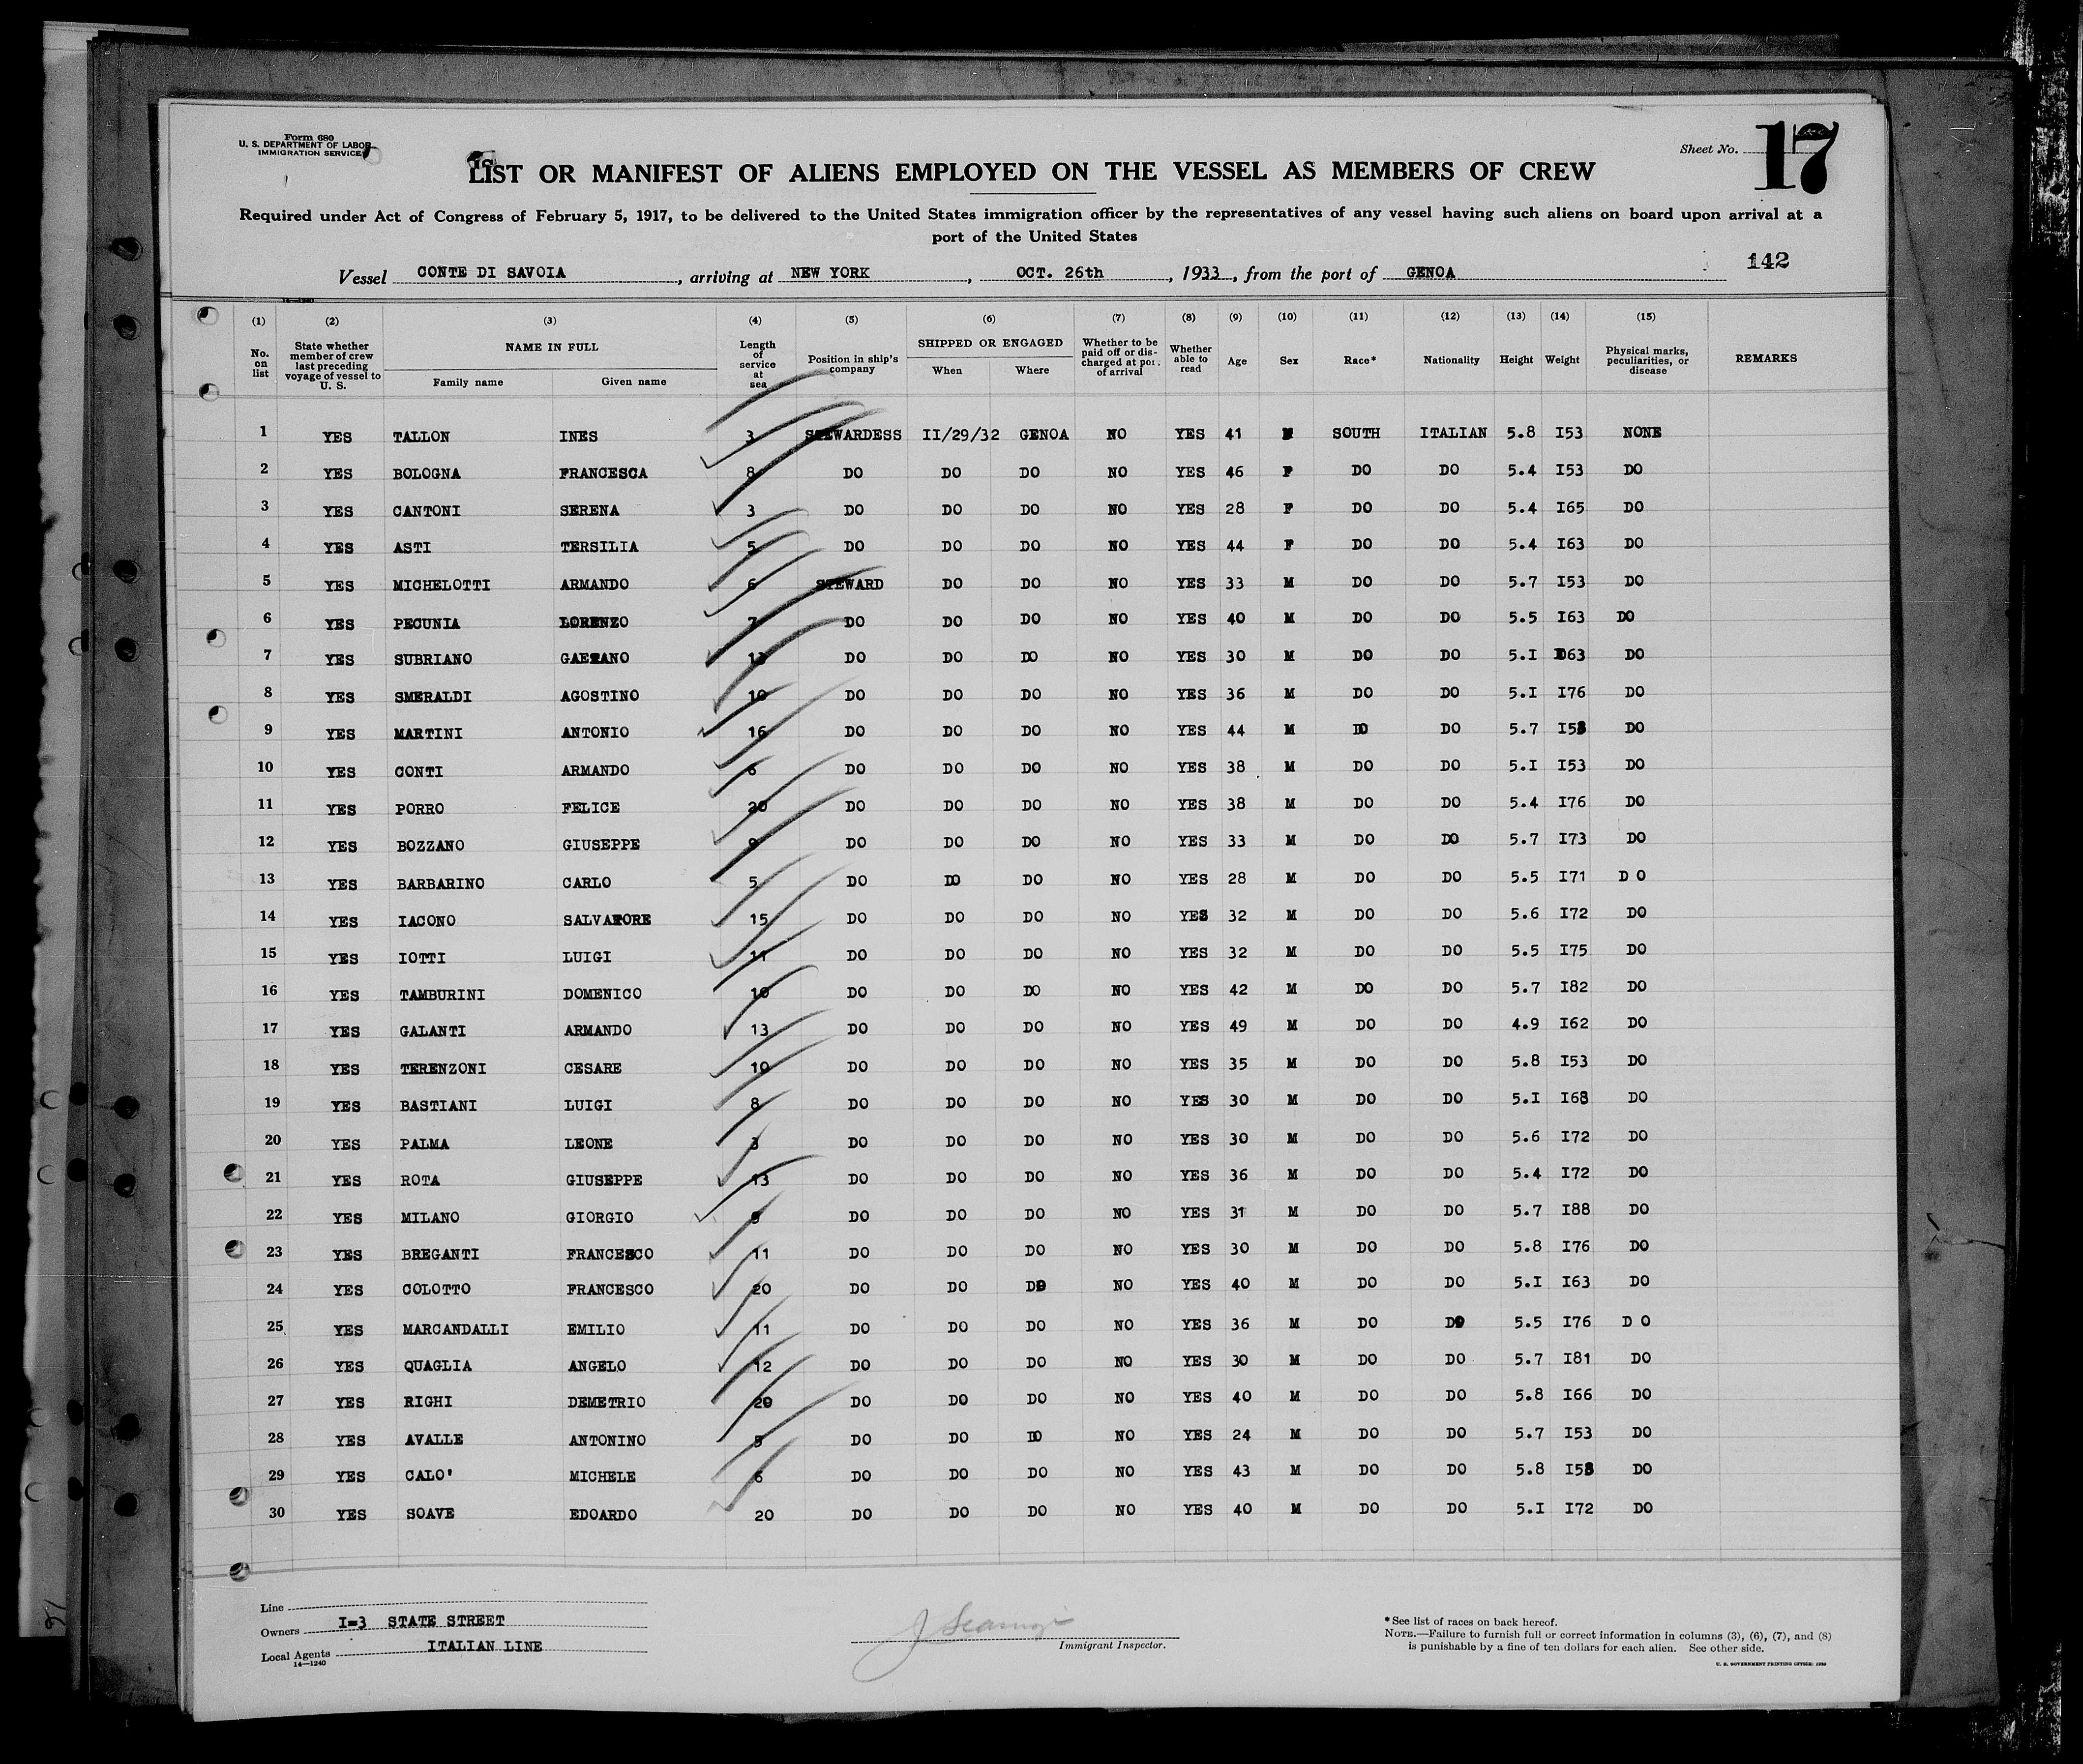 Form 680
U. S. DEPARTMENT OF LABOR
IMMIGRATION SERVICE
Sheet No. 17
LIST OR MANIFEST OF ALIENS EMPLOYED ON THE VESSEL AS MEMBERS OF CREW
Required under Act of Congress of February 5, 1917, to be delivered to the United States immigration officer by the representatives of any vessel having such aliens on board upon arrival at a
port of the United States
142
Vessel CONTE DI SAVOIA, arriving at NEW YORK, OCT. 26th, 1933, from the port of GENOA
14—1240
(1) (2) (3) (4) (5) (6) (7) (8) (9) (10) (11) (12) (13) (14) (15)
No. on list State whether member of crew last preceding voyage of vessel to U. S. NAME IN FULL Family name Given name Length of service at sea Position in ship's company SHIPPED OR ENGAGED When Where Whether to be paid off or discharged at port of arrival Whether able to read Age Sex Race* Nationality Height Weight Physical marks, peculiarities, or disease REMARKS
1 YES TALLON INES 3 STEWARDESS II/29/32 GENOA NO YES 41 SOUTH ITALIAN 5.8 I53 NONE
2 YES BOLOGNA FRANCESCA 8 DO DO DO NO YES 46 F DO DO 5.4 I53 DO
3 YES CANTONI SERENA 3 DO DO DO NO YES 28 F DO DO 5.4 I65 DO
4 YES ASTI TERSILIA 5 DO DO DO NO YES 44 F DO DO 5.4 I63 DO
5 YES MICHELOTTI ARMANDO 6 STEWARD DO DO NO YES 33 M DO DO 5.7 I53 DO
6 YES PECUNIA LORENZO 7 DO DO DO NO YES 40 M DO DO 5.5 I63 DO
7 YES SUBRIANO GAETANO 13 DO DO DO NO YES 30 M DO DO 5.I I63 DO
8 YES SMERALDI AGOSTINO 10 DO DO DO NO YES 36 M DO DO 5.I I76 DO
9 YES MARTINI ANTONIO 16 DO DO DO NO YES 44 M DO DO 5.7 I53 DO
10 YES CONTI ARMANDO 6 DO DO DO NO YES 38 M DO DO 5.I I53 DO
11 YES PORRO FELICE 20 DO DO DO NO YES 38 M DO DO 5.4 I76 DO
12 YES BOZZANO GIUSEPPE 9 DO DO DO NO YES 33 M DO DO 5.7 I73 DO
13 YES BARBARINO CARLO 5 DO DO DO NO YES 28 M DO DO 5.5 I71 D O
14 YES IACONO SALVATORE 15 DO DO DO NO YES 32 M DO DO 5.6 I72 DO
15 YES IOTTI LUIGI 11 DO DO DO NO YES 32 M DO DO 5.5 I75 DO
16 YES TAMBURINI DOMENICO 10 DO DO DO NO YES 42 M DO DO 5.7 I82 DO
17 YES GALANTI ARMANDO 13 DO DO DO NO YES 49 M DO DO 4.9 I62 DO
18 YES TERENZONI CESARE 10 DO DO DO NO YES 35 M DO DO 5.8 I53 DO
19 YES BASTIANI LUIGI 8 DO DO DO NO YES 30 M DO DO 5.I I63 DO
20 YES PALMA LEONE 3 DO DO DO NO YES 30 M DO DO 5.6 I72 DO
21 YES ROTA GIUSEPPE 13 DO DO DO NO YES 36 M DO DO 5.4 I72 DO
22 YES MILANO GIORGIO DO DO DO NO YES 31 M DO DO 5.7 I88 DO
23 YES BREGANTI FRANCESCO 11 DO DO DO NO YES 30 M DO DO 5.8 I76 DO
24 YES COLOTTO FRANCESCO 20 DO DO DO NO YES 40 M DO DO 5.I I63 DO
25 YES MARCANDALLI EMILIO 11 DO DO DO NO YES 36 M DO DO 5.5 I76 D O
26 YES QUAGLIA ANGELO 12 DO DO DO NO YES 30 M DO DO 5.7 I81 DO
27 YES RIGHI DEMETRIO 20 DO DO DO NO YES 40 M DO DO 5.8 I66 DO
28 YES AVALLE ANTONINO DO DO DO NO YES 24 M DO DO 5.7 I53 DO
29 YES CALO' MICHELE 6 DO DO DO NO YES 43 M DO DO 5.8 I53 DO
30 YES SOAVE EDOARDO 20 DO DO DO NO YES 40 M DO DO 5.I I72 DO
Line
Owners I=3 STATE STREET
Local Agents ITALIAN LINE
14—1240
Immigrant Inspector.
*See list of races on back hereof.
NOTE.—Failure to furnish full or correct information in columns (3), (6), (7), and (8)
is punishable by a fine of ten dollars for each alien. See other side.
U. S. GOVERNMENT PRINTING OFFICE: